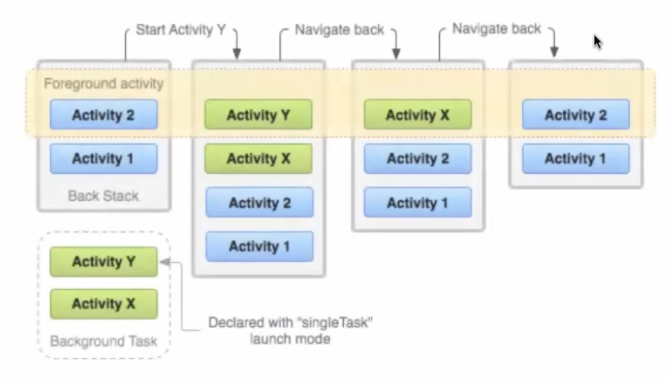 Start Activity Y
Navigate back
Navigate back
Foreground activity
Activity 2
Activity Y
Activity X
Activity 2
Activity 1
Activity X
Activity 2
Activity 1
Back Stack
Activity 2
Activity 1
Activity 1
Activity Y
Activity X
Background Task
Declared with "singleTask"
launch mode